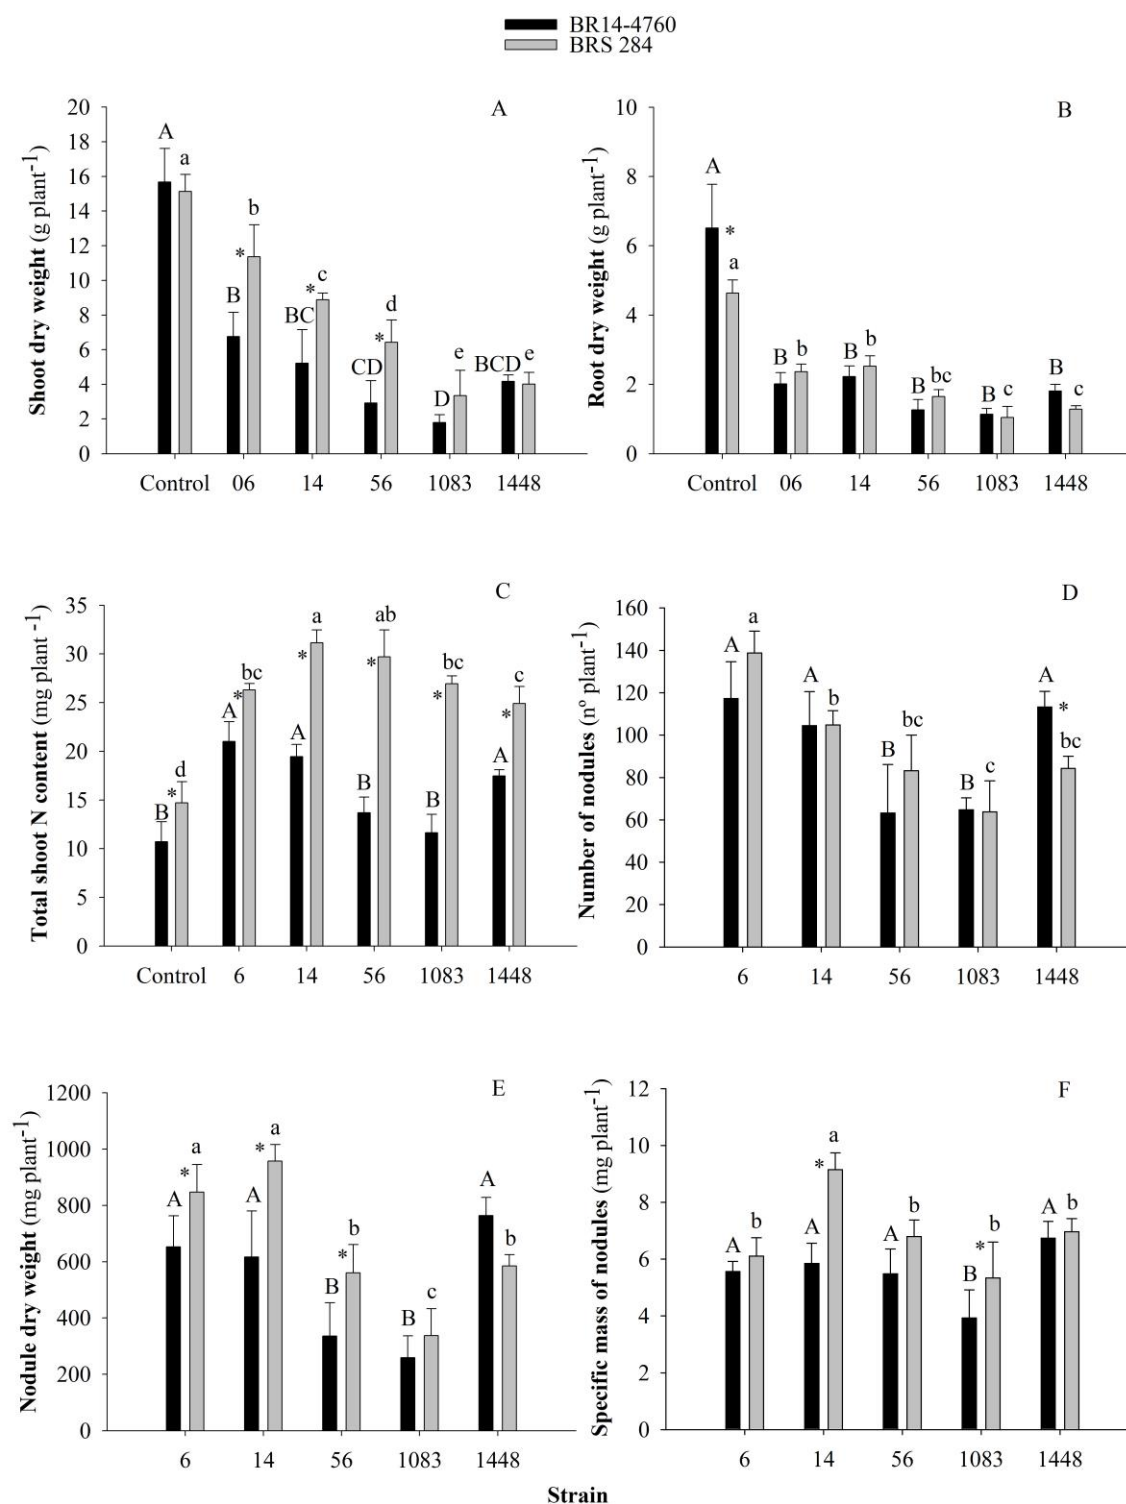 BR14-4760
BRS 284
A
Shoot dry weight (g plant-1)
20
18
16
14
12
10
8
6
4
2
0
A
a
*
B
b
BC
*
c
CD
*
d
D
e
BCD
e
Control 06 14 56 1083 1448
B
Root dry weight (g plant-1)
10
8
6
4
2
0
A
*
a
B
b
B
b
B
bc
B
c
B
c
Control 06 14 56 1083 1448
C
Total shoot N content (mg plant -1)
35
30
25
20
15
10
5
0
B
*
d
A
*
bc
A
*
a
B
*
ab
B
*
bc
A
*
c
Control 6 14 56 1083 1448
D
Number of nodules (nº plant-1)
160
140
120
100
80
60
40
20
0
A
a
A
b
B
bc
B
c
A
*
bc
6 14 56 1083 1448
E
Nodule dry weight (mg plant-1)
1200
1000
800
600
400
200
0
A
*
a
A
*
a
B
*
b
B
c
A
b
6 14 56 1083 1448
F
Specific mass of nodules (mg plant-1)
12
10
8
6
4
2
0
A
b
A
*
a
A
b
B
*
b
A
b
6 14 56 1083 1448
Strain